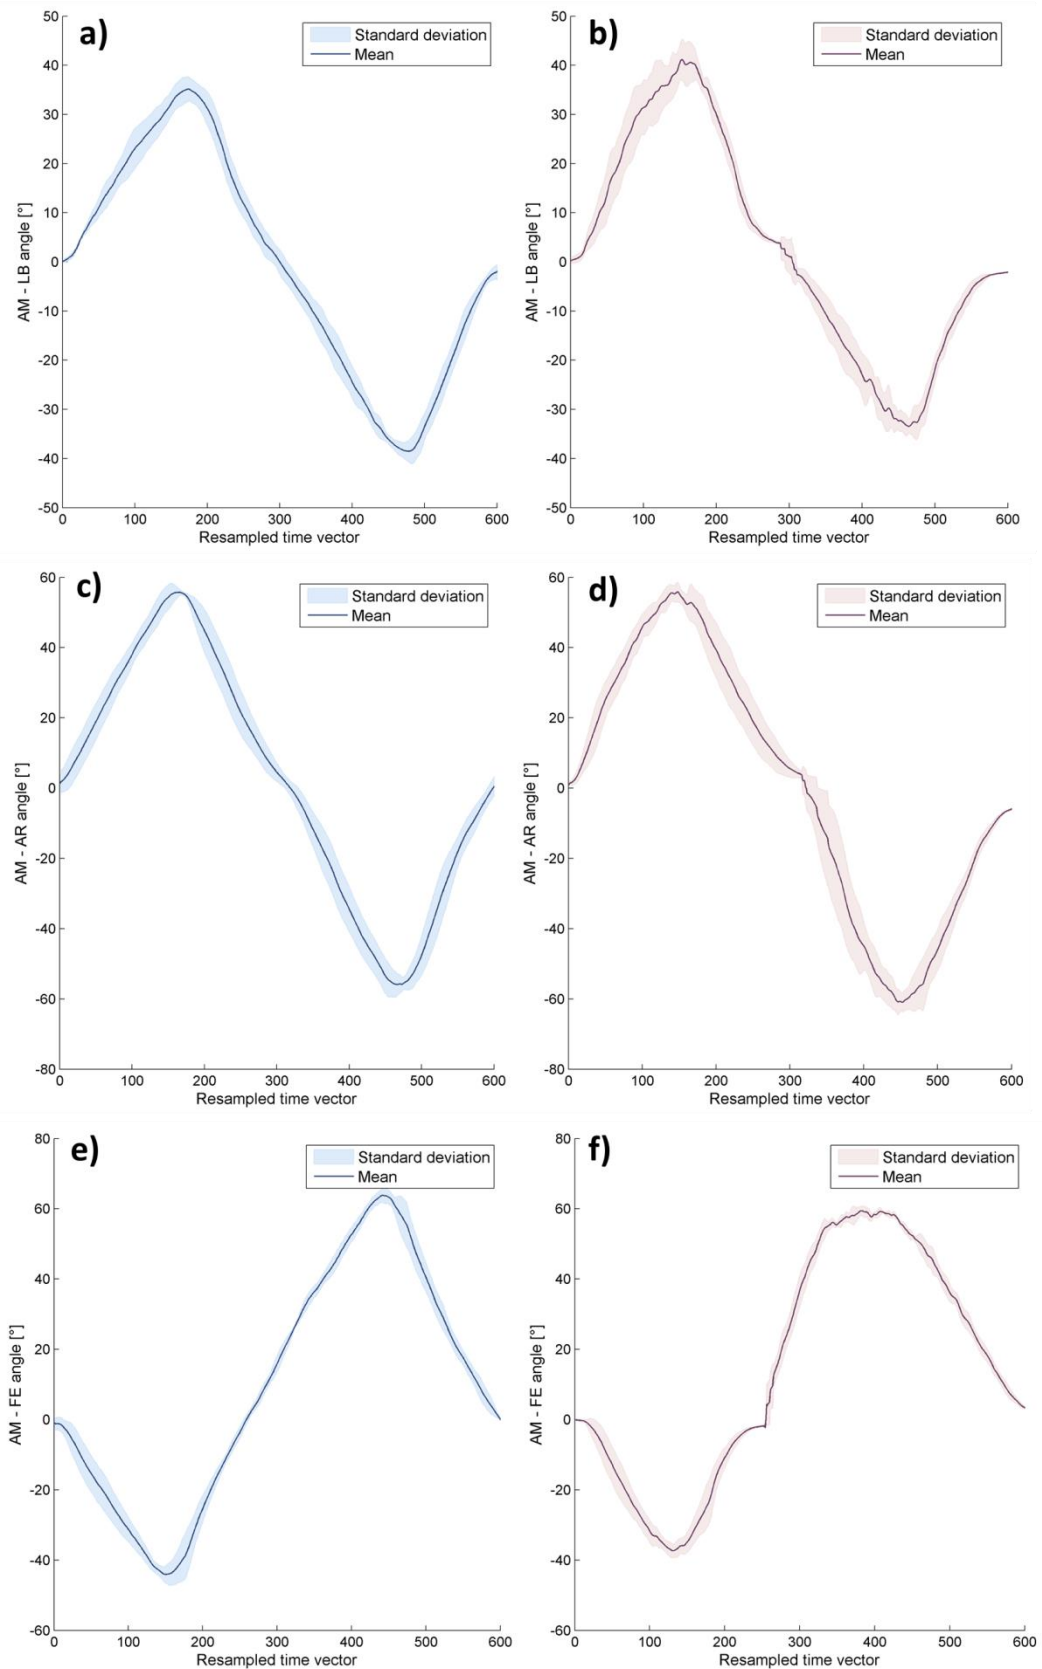 a)
Standard deviation
Mean
50
40
30
20
10
0
-10
-20
-30
-40
-50
AM - LB angle [°]
0 100 200 300 400 500 600
Resampled time vector
b)
Standard deviation
Mean
50
40
30
20
10
0
-10
-20
-30
-40
-50
AM - LB angle [°]
0 100 200 300 400 500 600
Resampled time vector
c)
Standard deviation
Mean
60
40
20
0
-20
-40
-60
-80
AM - AR angle [°]
0 100 200 300 400 500 600
Resampled time vector
d)
Standard deviation
Mean
60
40
20
0
-20
-40
-60
-80
AM - AR angle [°]
0 100 200 300 400 500 600
Resampled time vector
e)
Standard deviation
Mean
80
60
40
20
0
-20
-40
-60
AM - FE angle [°]
0 100 200 300 400 500 600
Resampled time vector
f)
Standard deviation
Mean
80
60
40
20
0
-20
-40
-60
AM - FE angle [°]
0 100 200 300 400 500 600
Resampled time vector